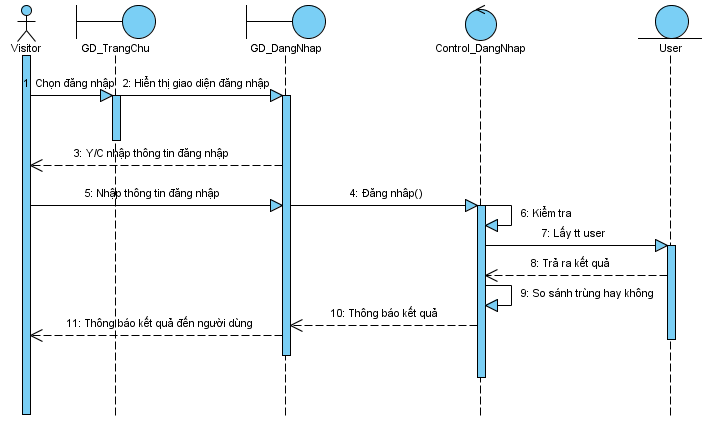 Visitor
GD_TrangChu
GD_DangNhap
Control_DangNhap
User
1: Chọn đăng nhập
2: Hiển thị giao diện đăng nhập
3: Y/C nhập thông tin đăng nhập
5: Nhập thông tin đăng nhập
4: Đăng nhâp()
6: Kiểm tra
7: Lấy tt user
8: Trả ra kết quả
9: So sánh trùng hay không
10: Thông báo kết quả
11: Thông báo kết quả đến người dùng